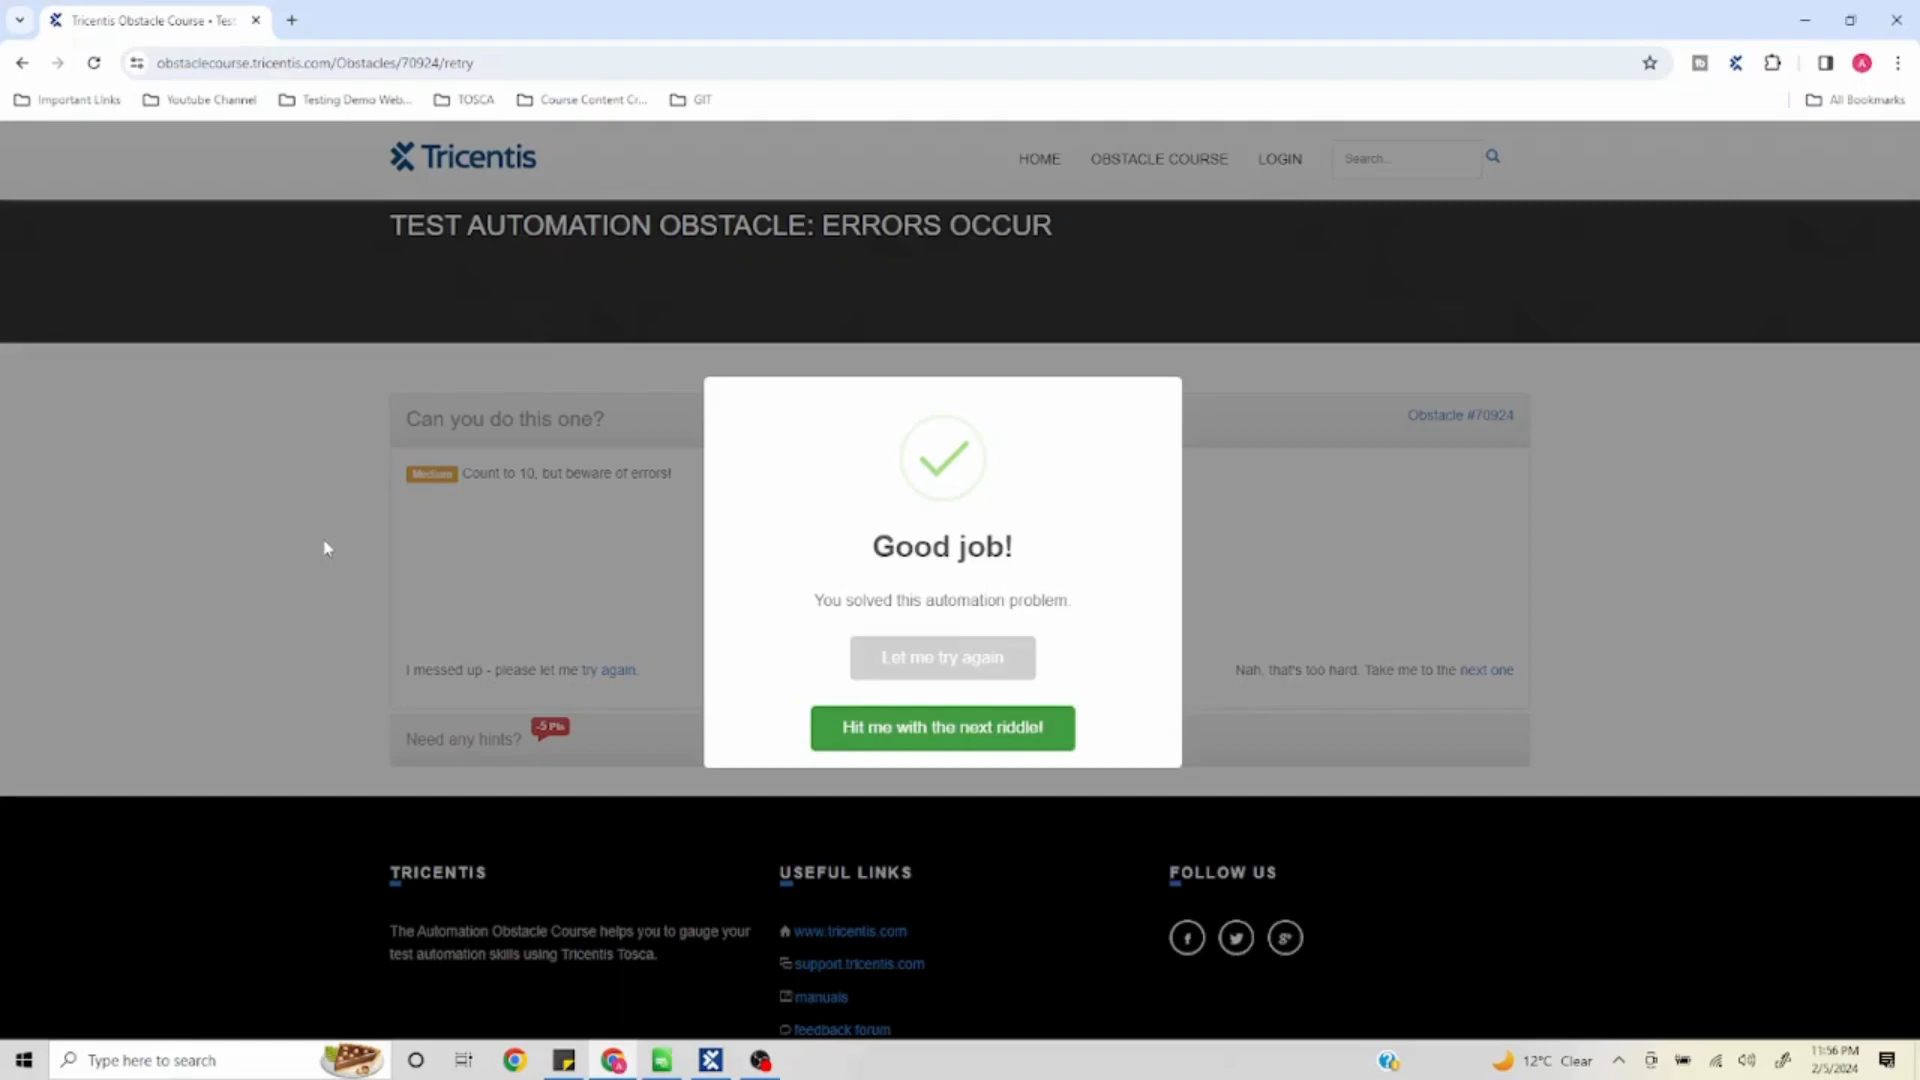 Tricentis Obstacle Course • Test
obstaclecourse.tricentis.com/Obstacles/70924/retry
Important Links
Youtube Channel
Testing Demo Web...
TOSCA
Course Content Cr...
GIT
All Bookmarks
Tricentis
HOME
OBSTACLE COURSE
LOGIN
Search...
TEST AUTOMATION OBSTACLE: ERRORS OCCUR
Can you do this one?
Obstacle #70924
Medium Count to 10, but beware of errors!
Good job!
You solved this automation problem.
Let me try again
I messed up - please let me try again.
Nah, that's too hard. Take me to the next one
Hit me with the next riddle!
Need any hints?
-5 Pts
TRICENTIS
USEFUL LINKS
FOLLOW US
The Automation Obstacle Course helps you to gauge your
test automation skills using Tricentis Tosca.
www.tricentis.com
support.tricentis.com
manuals
feedback forum
Type here to search
12°C Clear
11:56 PM
2/5/2024